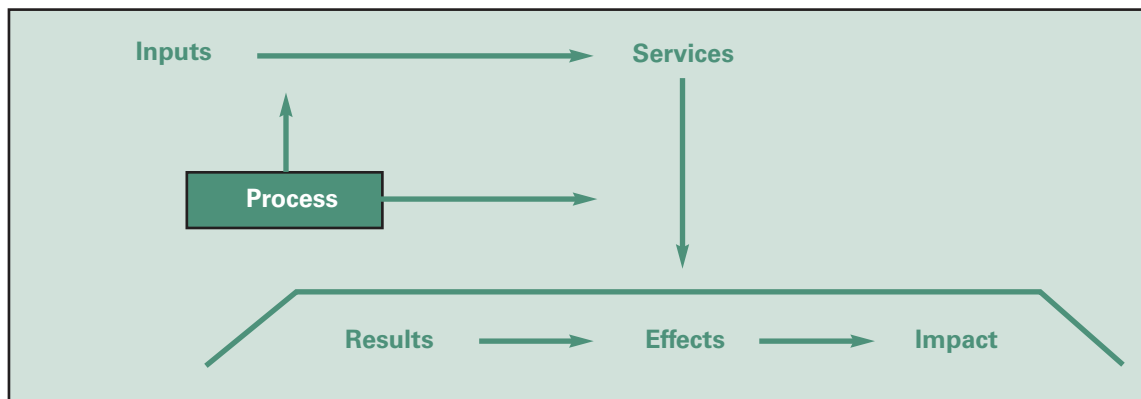 Inputs
Services
Process
Results
Effects
Impact